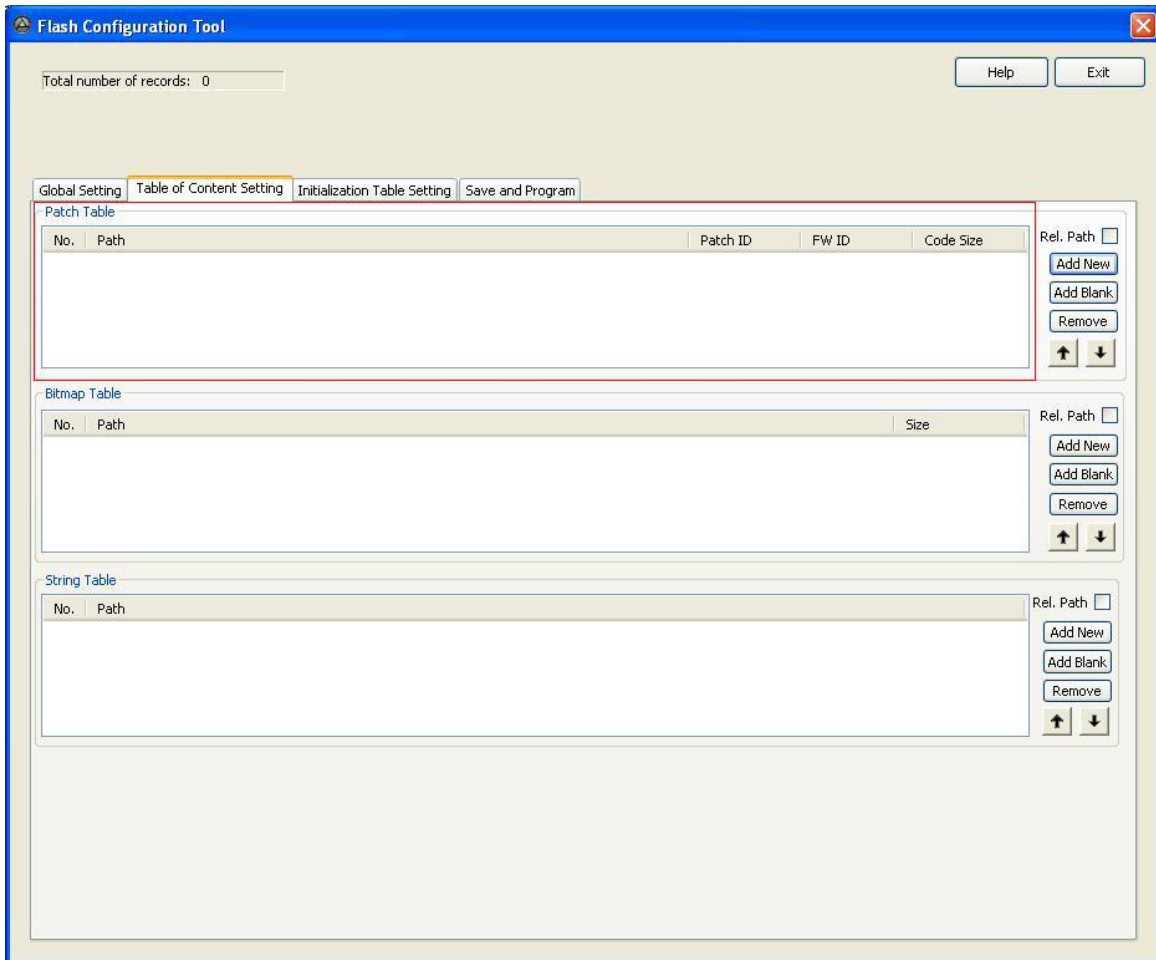 Flash Configuration Tool
Total number of records: 0
Help Exit
Global Setting Table of Content Setting Initialization Table Setting Save and Program
Patch Table
No. Path Patch ID FW ID Code Size
Rel. Path
Add New
Add Blank
Remove
Bitmap Table
No. Path Size
Rel. Path
Add New
Add Blank
Remove
String Table
No. Path
Rel. Path
Add New
Add Blank
Remove